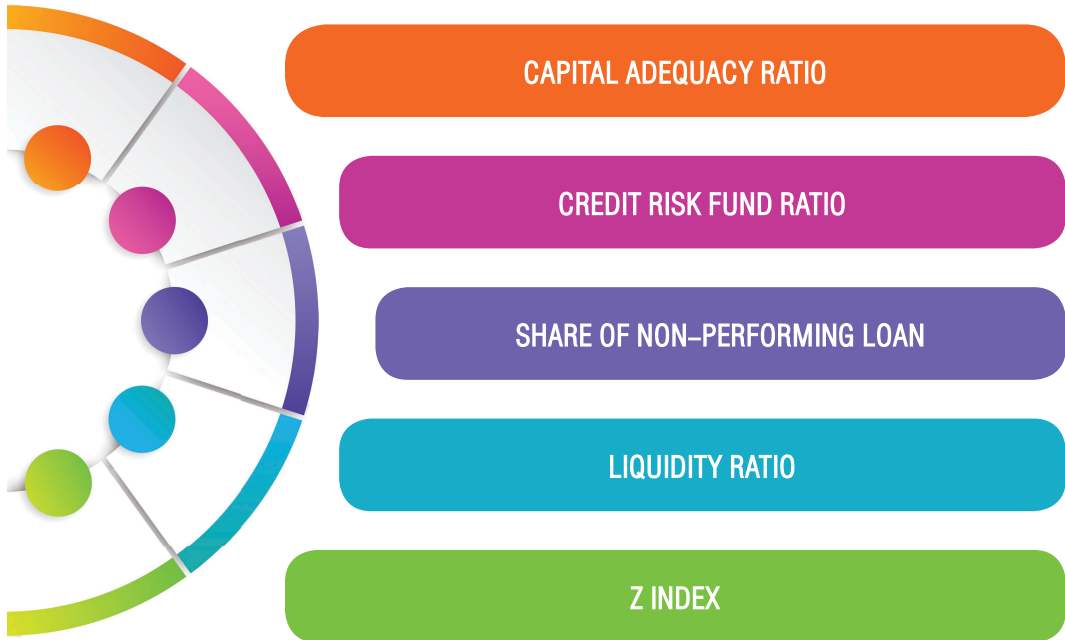 CAPITAL ADEQUACY RATIO
CREDIT RISK FUND RATIO
SHARE OF NON–PERFORMING LOAN
LIQUIDITY RATIO
Z INDEX